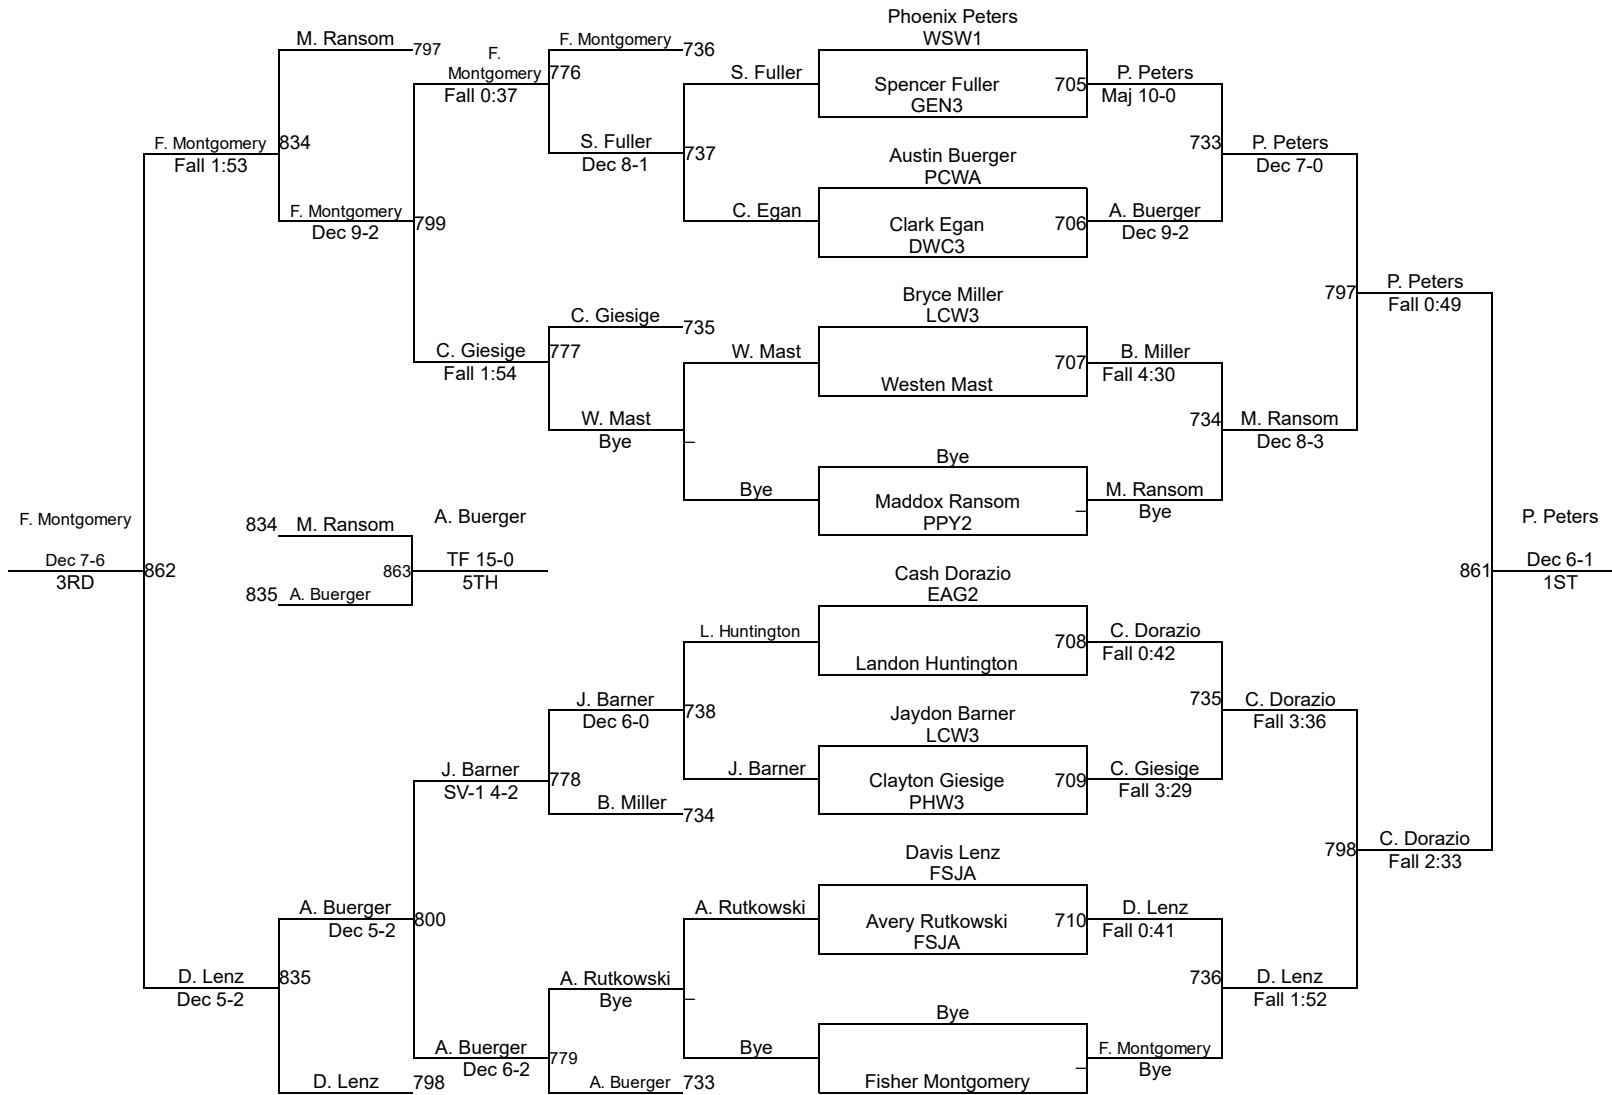 Phoenix Peters
WSW1
Spencer Fuller
GEN3
705
Austin Buerger
PCWA
Clark Egan
DWC3
706
Bryce Miller
LCW3
707
Westen Mast
Bye
Maddox Ransom
PPY2
_
Cash Dorazio
EAG2
708
Landon Huntington
Jaydon Barner
LCW3
Clayton Giesige
PHW3
709
Davis Lenz
FSJA
Avery Rutkowski
FSJA
710
Bye
_
Fisher Montgomery
P. Peters
Maj 10-0
733
A. Buerger
Dec 9-2
B. Miller
Fall 4:30
734
M. Ransom
Bye
C. Dorazio
Fall 0:42
735
C. Giesige
Fall 3:29
D. Lenz
Fall 0:41
736
F. Montgomery
Bye
P. Peters
Dec 7-0
797
M. Ransom
Dec 8-3
C. Dorazio
Fall 3:36
798
D. Lenz
Fall 1:52
P. Peters
Fall 0:49
861
C. Dorazio
Fall 2:33
P. Peters
Dec 6-1
1ST
S. Fuller
737
C. Egan
W. Mast
_
Bye
L. Huntington
738
J. Barner
A. Rutkowski
_
Bye
F. Montgomery
736
776
S. Fuller
Dec 8-1
C. Giesige
735
777
W. Mast
Bye
J. Barner
Dec 6-0
778
B. Miller
734
A. Rutkowski
Bye
779
A. Buerger
733
F.
Montgomery
Fall 0:37
799
C. Giesige
Fall 1:54
J. Barner
SV-1 4-2
800
A. Buerger
Dec 6-2
M. Ransom
797
834
F. Montgomery
Dec 9-2
A. Buerger
Dec 5-2
835
D. Lenz
798
F. Montgomery
Fall 1:53
862
D. Lenz
Dec 5-2
F. Montgomery
Dec 7-6
3RD
834
M. Ransom
863
835
A. Buerger
A. Buerger
TF 15-0
5TH